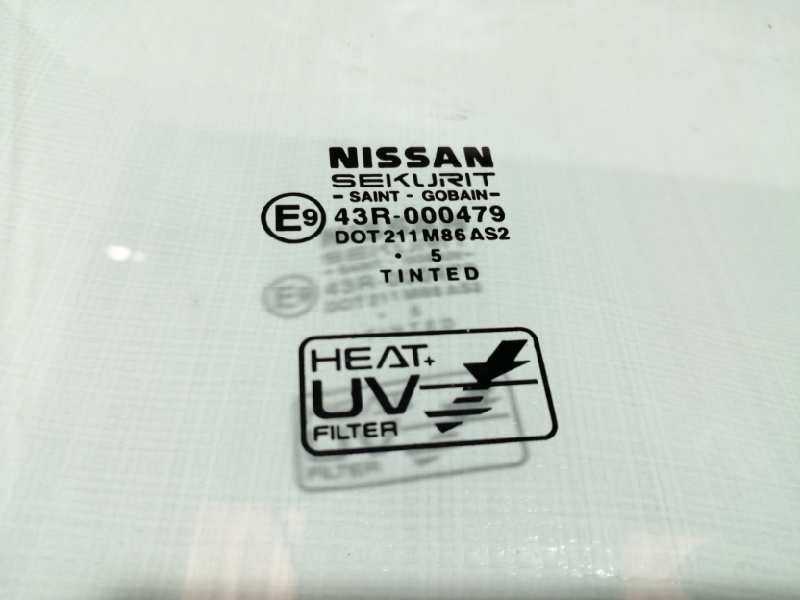 NISSAN
SEKURIT
- SAINT - GOBAIN -
E9 43R-000479
DOT 211 M86 AS2
· 5
TINTED
HEAT+
UV
FILTER